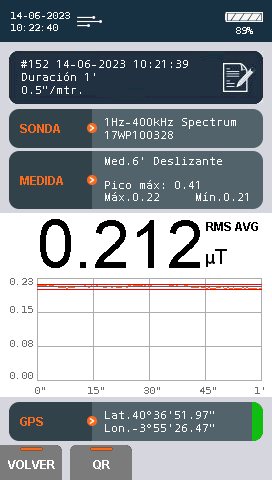 14-06-2023
10:22:40
89%
#152 14-06-2023 10:21:39
Duración 1'
0.5"/mtr.
SONDA
1Hz-400kHz Spectrum
17WP100328
MEDIDA
Med.6' Deslizante
Pico máx: 0.41
Máx.0.22 Mín.0.21
0.212 RMS AVG
µT
0.23
0.15
0.08
0.00
0" 15" 30" 45" 1'
GPS
Lat.40°36'51.97"
Lon.-3°55'26.47"
VOLVER QR